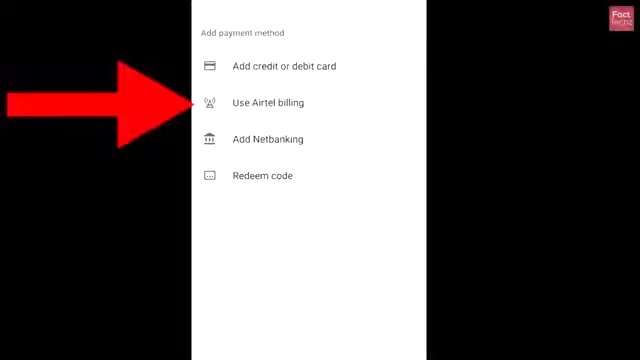 Fact
Add payment method
Add credit or debit card
Use Airtel billing
Add Netbanking
Redeem code